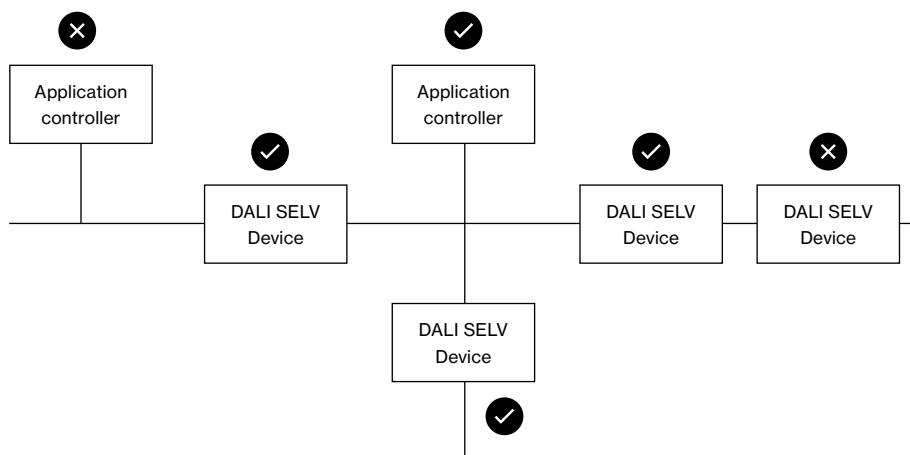 Application
controller
Application
controller
DALI SELV
Device
DALI SELV
Device
DALI SELV
Device
DALI SELV
Device